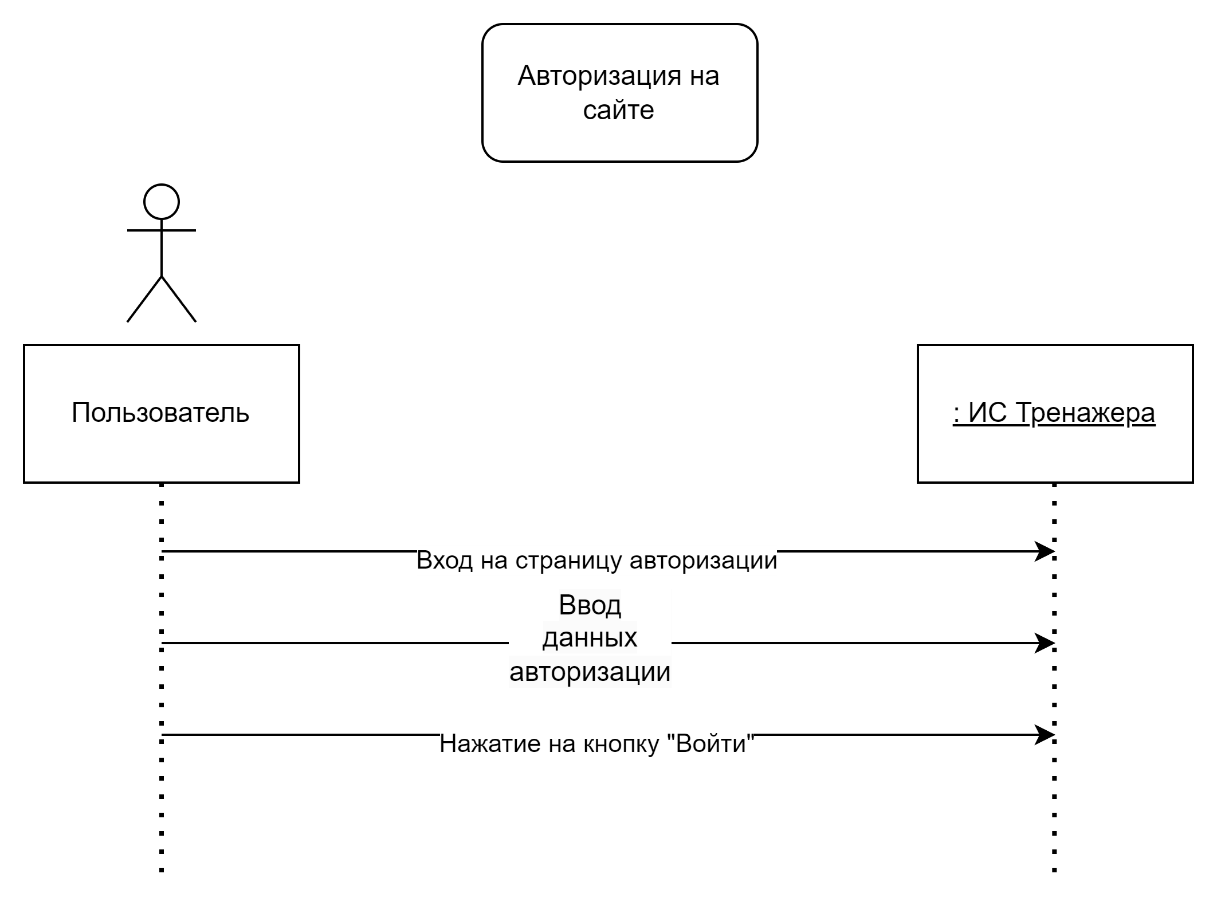 Авторизация на
сайте
Пользователь
: ИС Тренажера
Вход на страницу авторизации
Ввод
данных
авторизации
Нажатие на кнопку "Войти"